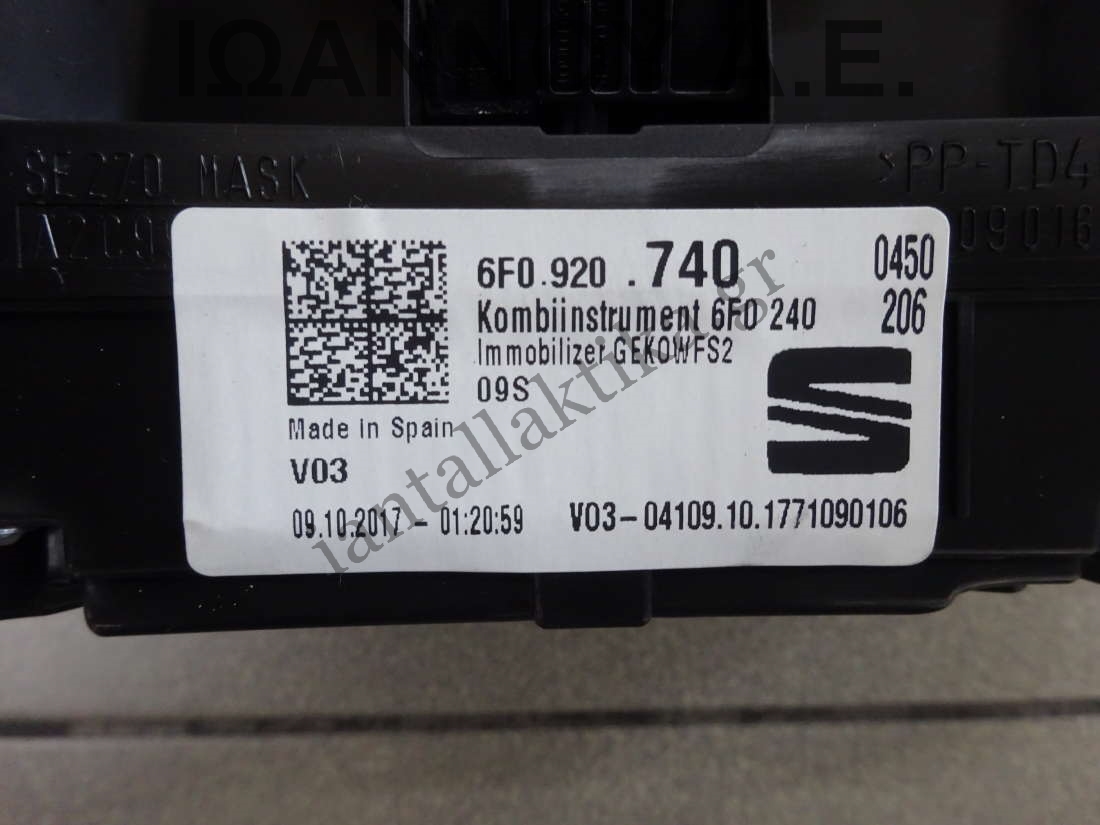 SE270 MASK
>PP-TD4
A2C9
09016
6F0.920 .740
0450
Kombiinstrument 6F0 240
206
Immobilizer GEKOWFS2
09S
Made in Spain
V03
09.10.2017 - 01:20:59
V03-04109.10.1771090106
iantallaktika.gr